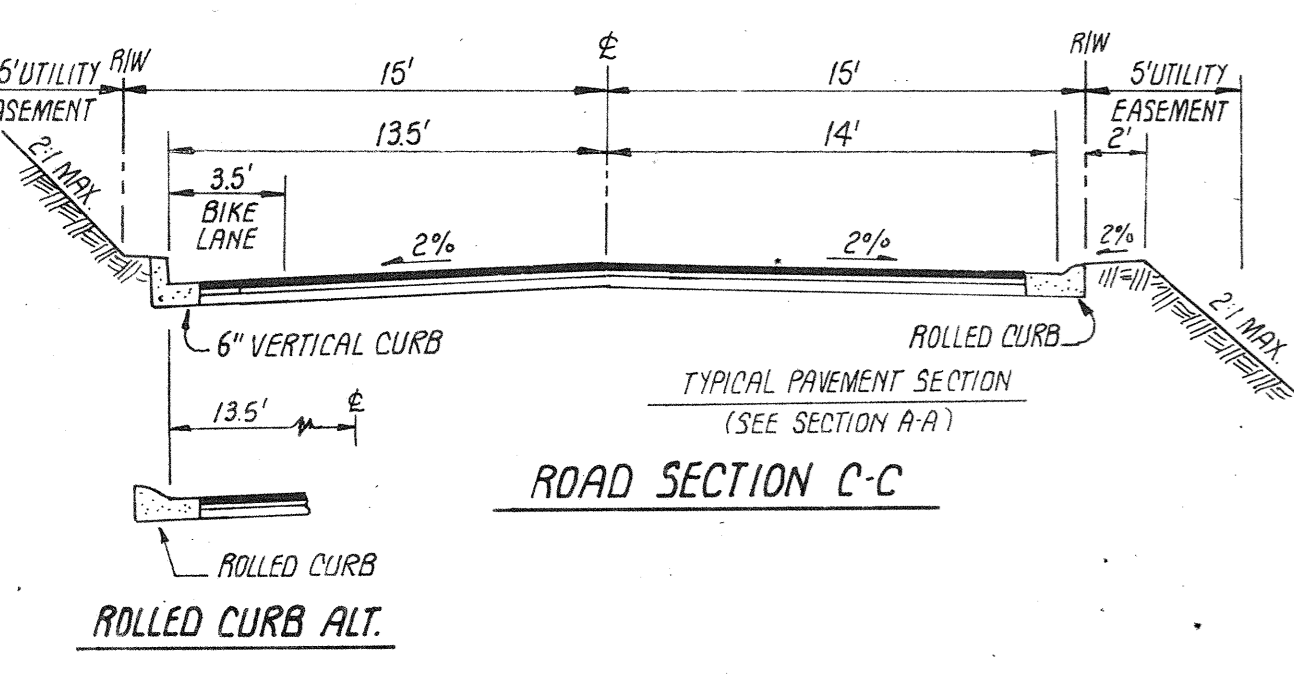 5' UTILITY
R/W
15'
℄
15'
R/W
5' UTILITY
EASEMENT
13.5'
14'
2'
2:1 MAX.
3.5'
BIKE
LANE
2%
2%
2%
6" VERTICAL CURB
ROLLED CURB
2:1 MAX.
TYPICAL PAVEMENT SECTION
(SEE SECTION A-A)
13.5'
℄
ROAD SECTION C-C
ROLLED CURB
ROLLED CURB ALT.